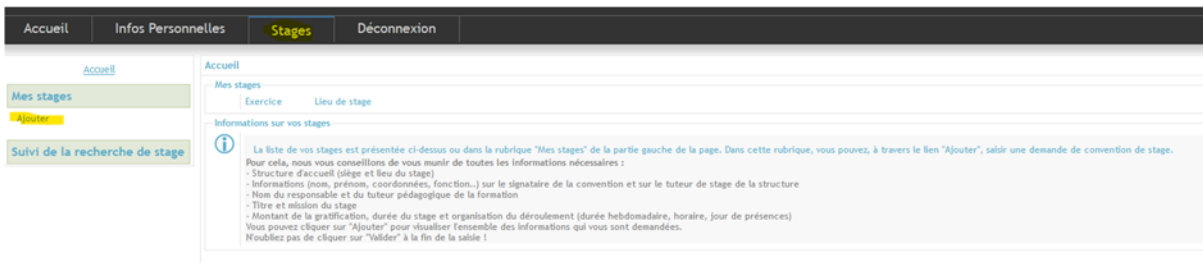 Accueil Infos Personnelles Stages Déconnexion
Accueil
Mes stages
Ajouter
Suivi de la recherche de stage
Accueil
Mes stages
Exercice Lieu de stage
Informations sur vos stages
La liste de vos stages est présentée ci-dessus ou dans la rubrique "Mes stages" de la partie gauche de la page. Dans cette rubrique, vous pouvez, à travers le lien "Ajouter", saisir une demande de convention de stage.
Pour cela, nous vous conseillons de vous munir de toutes les informations nécessaires :
- Structure d'accueil (siège et lieu du stage)
- Informations (nom, prénom, coordonnées, fonction..) sur le signataire de la convention et sur le tuteur de stage de la structure
- Nom du responsable et du tuteur pédagogique de la formation
- Titre et mission du stage
- Montant de la gratification, durée du stage et organisation du déroulement (durée hebdomadaire, horaire, jour de présences)
Vous pouvez cliquer sur "Ajouter" pour visualiser l'ensemble des informations qui vous sont demandées.
N'oubliez pas de cliquer sur "Valider" à la fin de la saisie !